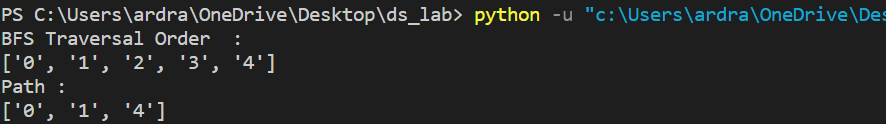 PS C:\Users\ardra\OneDrive\Desktop\ds_lab> python -u "c:\Users\ardra\OneDrive\Des
BFS Traversal Order  :
['0', '1', '2', '3', '4']
Path :
['0', '1', '4']